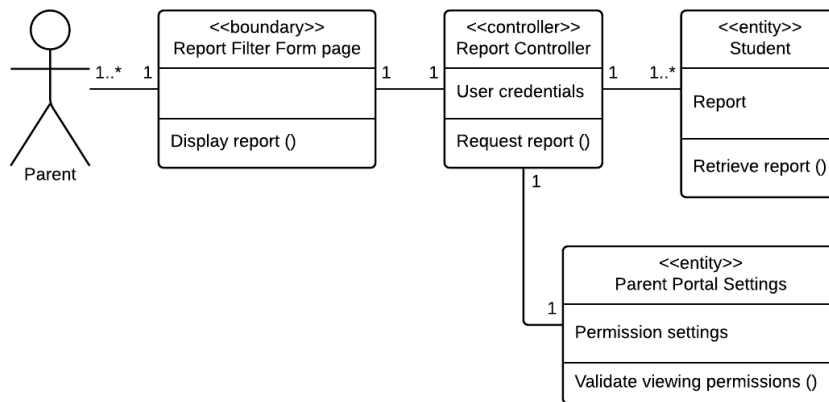 <<boundary>>
Report Filter Form page
Display report ()
<<controller>>
Report Controller
User credentials
Request report ()
<<entity>>
Student
Report
Retrieve report ()
1..*
1
1
1
1
1..*
Parent
1
1
<<entity>>
Parent Portal Settings
Permission settings
Validate viewing permissions ()